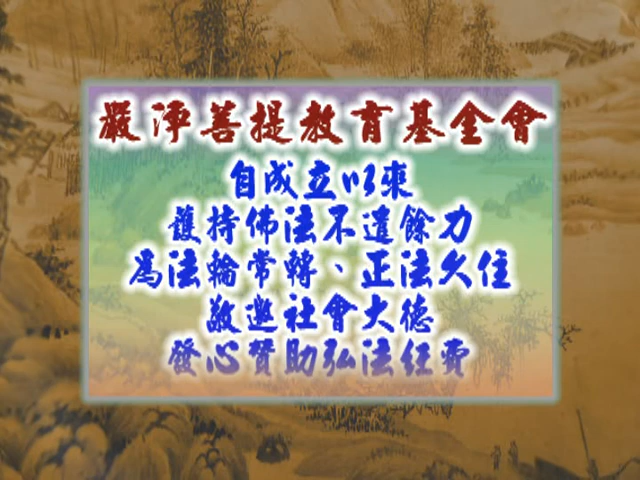 嚴淨菩提教育基金會
自成立以來
護持佛法不遺餘力
為法輪常轉、正法久住
敬邀社會大德
發心贊助弘法經費